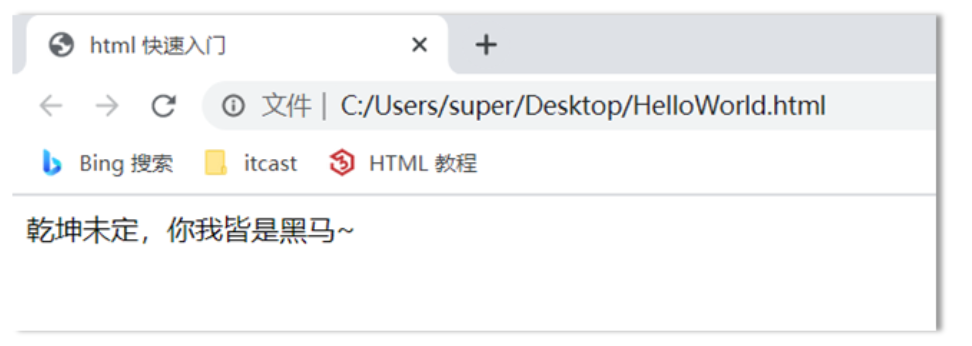 html 快速入门
文件 | C:/Users/super/Desktop/HelloWorld.html
Bing 搜索 itcast HTML 教程
乾坤未定，你我皆是黑马~